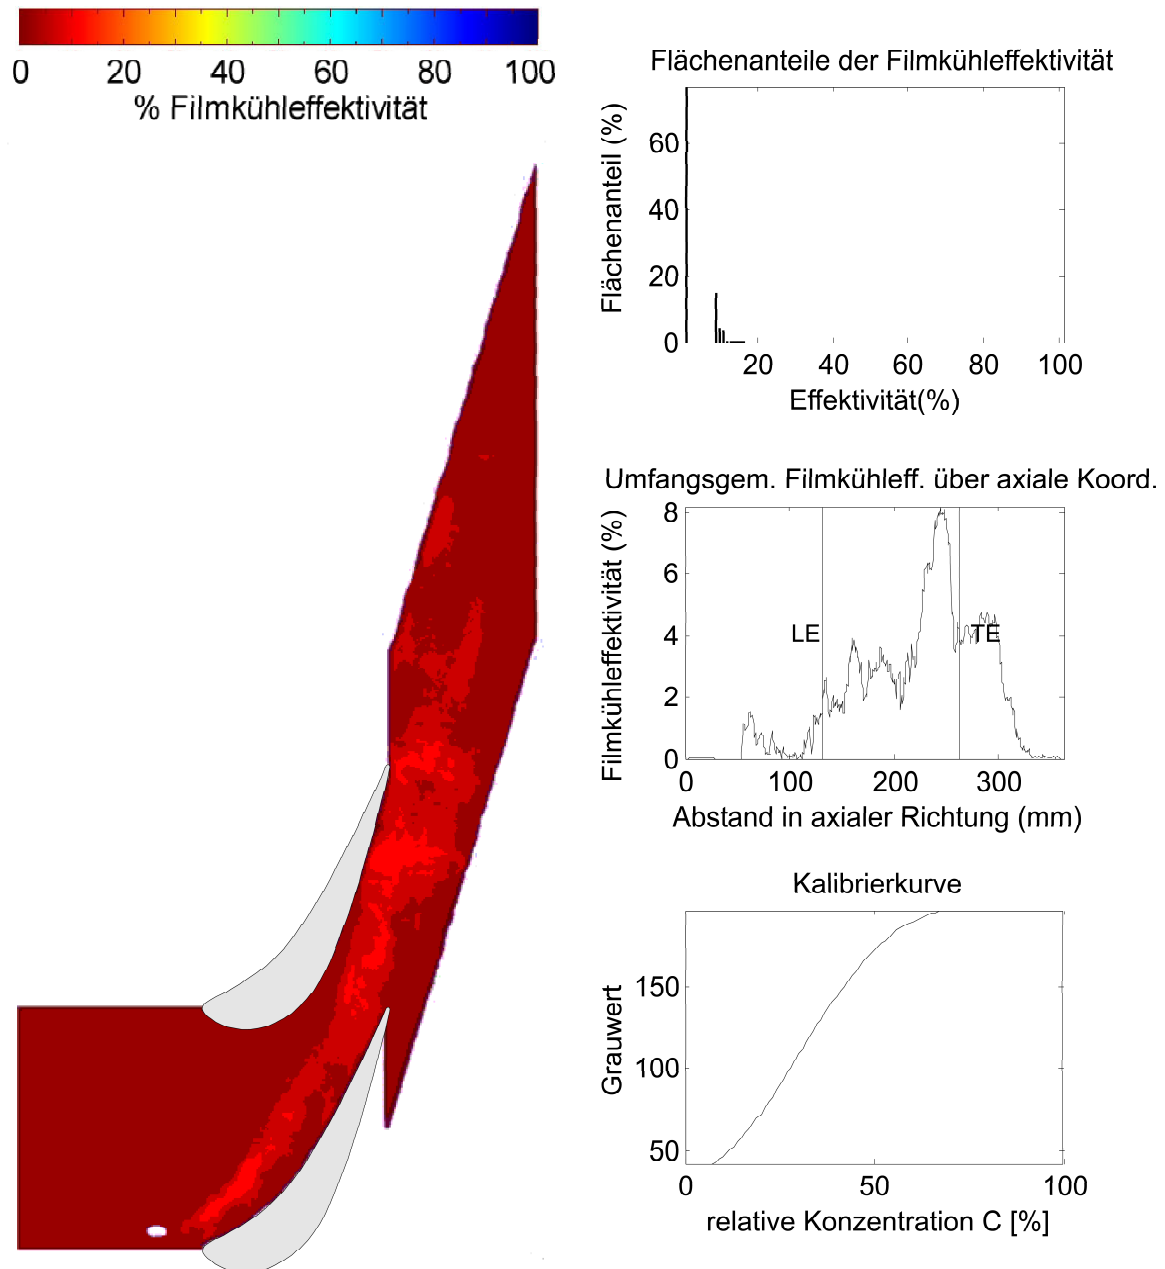 0 20 40 60 80 100
% Filmkühleffektivität
Flächenanteile der Filmkühleffektivität
Flächenanteil (%)
60
40
20
0
20 40 60 80 100
Effektivität(%)
Umfangsgem. Filmkühleff. über axiale Koord.
Filmkühleffektivität (%)
8
6
4
2
0
LE
TE
0 100 200 300
Abstand in axialer Richtung (mm)
Kalibrierkurve
Grauwert
150
100
50
0 50 100
relative Konzentration C [%]